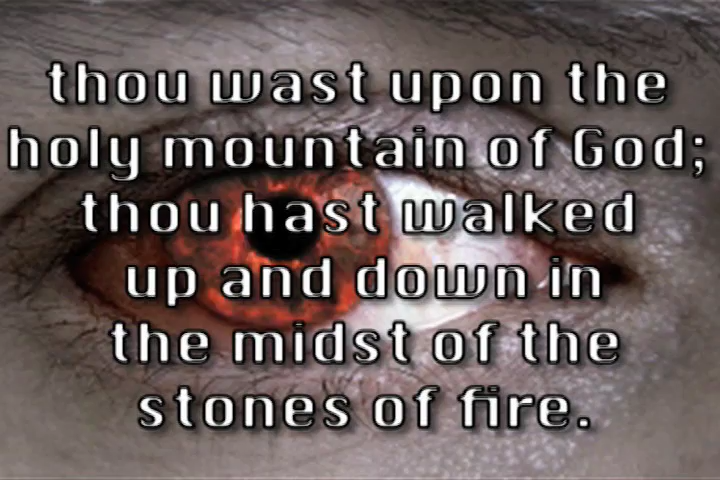 thou wast upon the
holy mountain of God;
thou hast walked
up and down in
the midst of the
stones of fire.